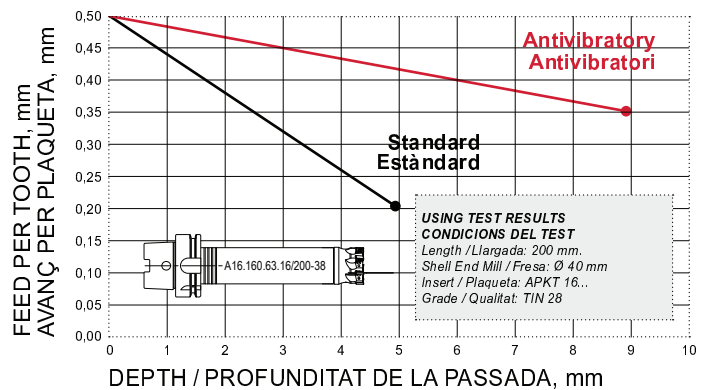 FEED PER TOOTH, mm
AVANÇ PER PLAQUETA, mm
0,50
0,45
0,40
0,35
0,30
0,25
0,20
0,15
0,10
0,05
0,00
Antivibratory
Antivibratori
Standard
Estàndard
A16.160.63.16/200-38
USING TEST RESULTS
CONDICIONS DEL TEST
Length / Llargada: 200 mm.
Shell End Mill / Fresa: Ø 40 mm
Insert / Plaqueta: APKT 16...
Grade / Qualitat: TIN 28
0 1 2 3 4 5 6 7 8 9 10
DEPTH / PROFUNDITAT DE LA PASSADA, mm